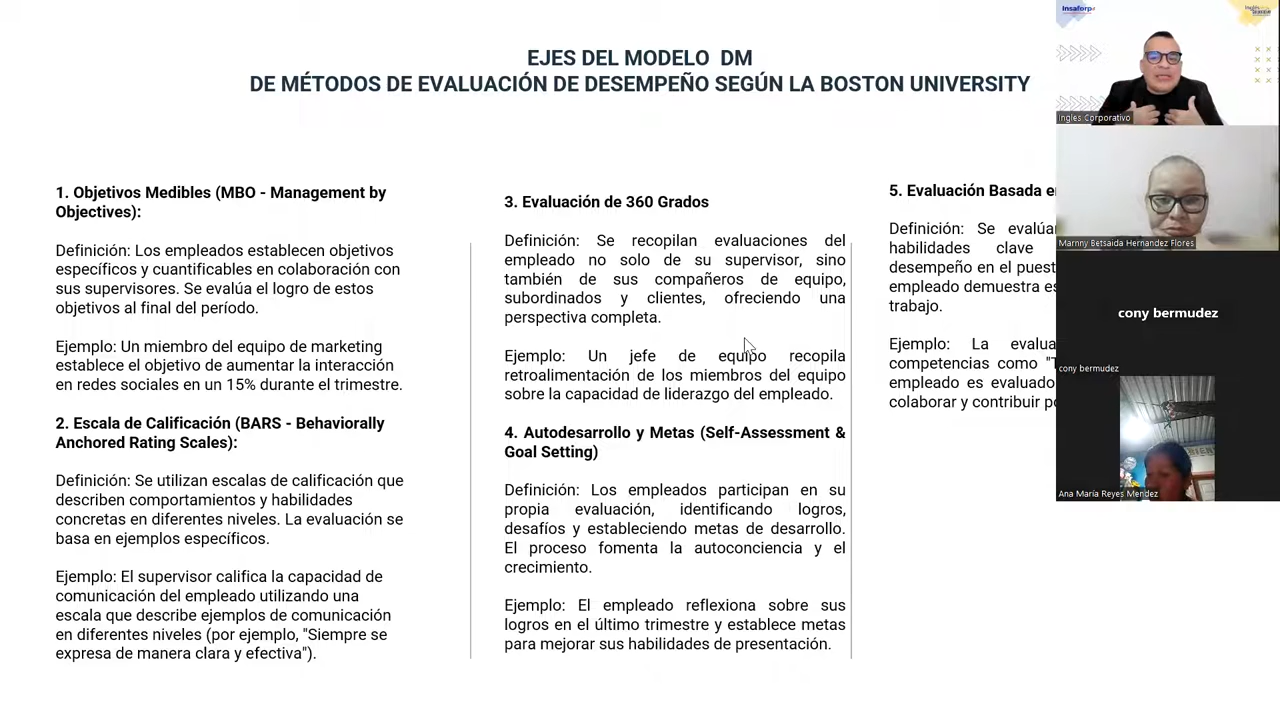 EJES DEL MODELO DM
DE MÉTODOS DE EVALUACIÓN DE DESEMPEÑO SEGÚN LA BOSTON UNIVERSITY
1. Objetivos Medibles (MBO - Management by
Objectives):
Definición: Los empleados establecen objetivos
específicos y cuantificables en colaboración con
sus supervisores. Se evalúa el logro de estos
objetivos al final del período.
Ejemplo: Un miembro del equipo de marketing
establece el objetivo de aumentar la interacción
en redes sociales en un 15% durante el trimestre.
2. Escala de Calificación (BARS - Behaviorally
Anchored Rating Scales):
Definición: Se utilizan escalas de calificación que
describen comportamientos y habilidades
concretas en diferentes niveles. La evaluación se
basa en ejemplos específicos.
Ejemplo: El supervisor califica la capacidad de
comunicación del empleado utilizando una
escala que describe ejemplos de comunicación
en diferentes niveles (por ejemplo, "Siempre se
expresa de manera clara y efectiva").
3. Evaluación de 360 Grados
Definición: Se recopilan evaluaciones del
empleado no solo de su supervisor, sino
también de sus compañeros de equipo,
subordinados y clientes, ofreciendo una
perspectiva completa.
Ejemplo: Un jefe de equipo recopila
retroalimentación de los miembros del equipo
sobre la capacidad de liderazgo del empleado.
4. Autodesarrollo y Metas (Self-Assessment &
Goal Setting)
Definición: Los empleados participan en su
propia evaluación, identificando logros,
desafíos y estableciendo metas de desarrollo.
El proceso fomenta la autoconciencia y el
crecimiento.
Ejemplo: El empleado reflexiona sobre sus
logros en el último trimestre y establece metas
para mejorar sus habilidades de presentación.
5. Evaluación Basada
Definición: Se evalúa
habilidades clave
desempeño en el
empleado demuestra
trabajo.
Ejemplo: La
competencias como
empleado es evaluado
colaborar y contribuir
Insaforp
Ingles Corporativo
Marnny Betsaida Hernandez Flores
cony bermudez
cony bermudez
Ana María Reyes Mendez